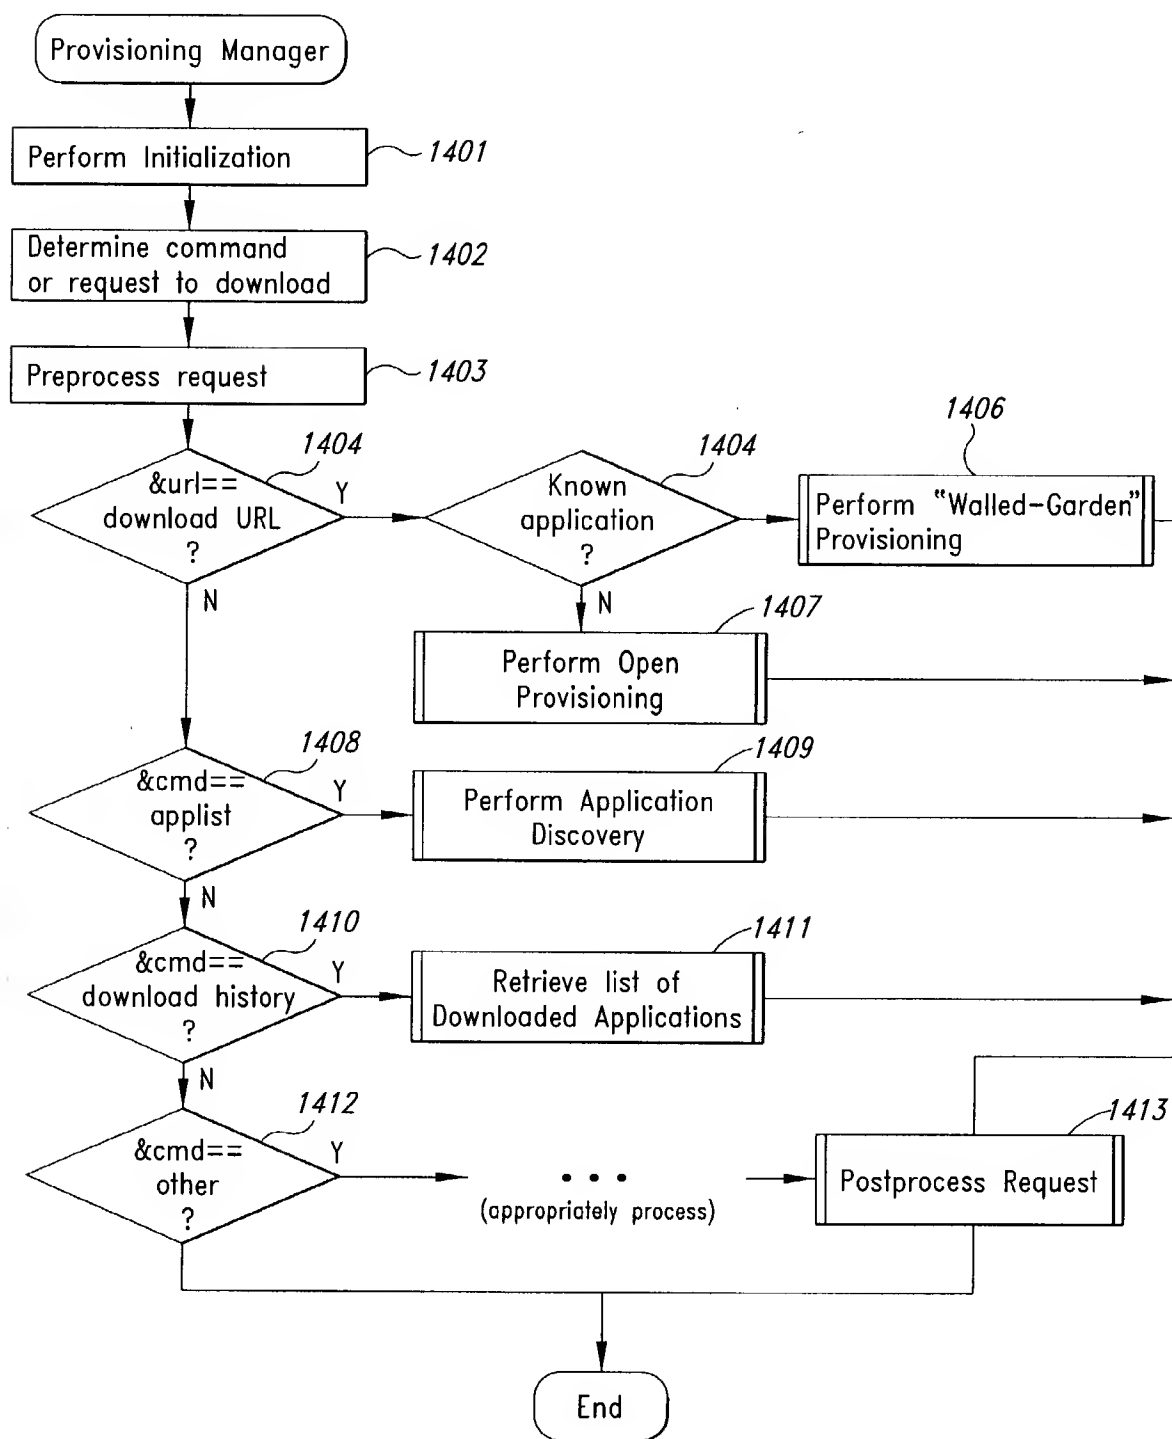 Provisioning Manager
Perform Initialization
1401
Determine command
or request to download
1402
Preprocess request
1403
&url==
download URL
?
1404
Y
N
Known
application
?
1404
N
1406
Perform "Walled-Garden"
Provisioning
1407
Perform Open
Provisioning
&cmd==
applist
?
1408
Y
N
1409
Perform Application
Discovery
&cmd==
download history
?
1410
Y
N
1411
Retrieve list of
Downloaded Applications
&cmd==
other
?
1412
Y
• • •
(appropriately process)
1413
Postprocess Request
End